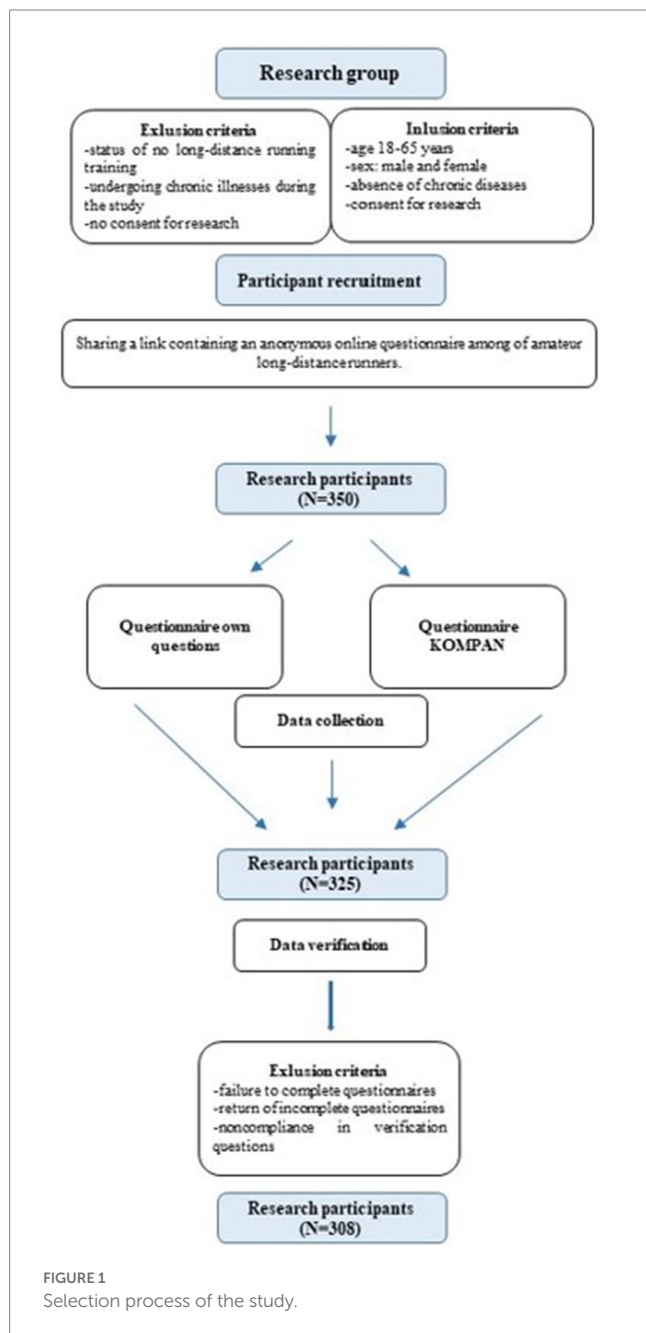 Research group
Exlusion criteria
-status of no long-distance running
training
-undergoing chronic illnesses during
the study
-no consent for research
Inlusion criteria
-age 18-65 years
-sex: male and female
-absence of chronic diseases
-consent for research
Participant recruitment
Sharing a link containing an anonymous online questionnaire among of amateur
long-distance runners.
Research participants
(N=350)
Questionnaire own
questions
Questionnaire
KOMPAN
Data collection
Research participants
(N=325)
Data verification
Exlusion criteria
-failure to complete questionnaires
-return of incomplete questionnaires
-noncompliance in verification
questions
Research participants
(N=308)
FIGURE 1
Selection process of the study.